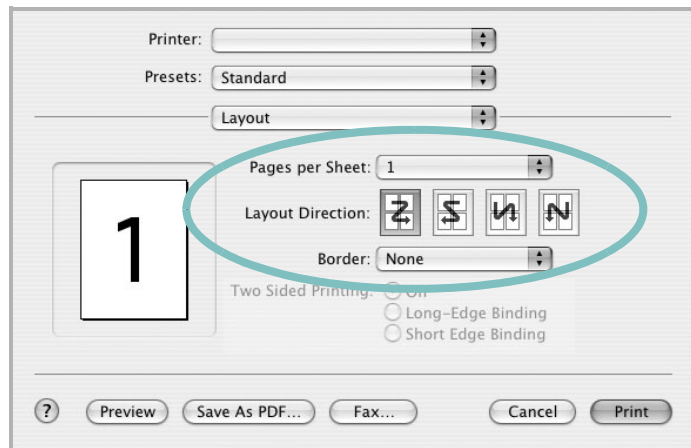 Printer:
Presets: Standard
Layout
Pages per Sheet: 1
Layout Direction:
1
Border: None
Two Sided Printing: Off
Long-Edge Binding
Short Edge Binding
? Preview Save As PDF... Fax... Cancel Print